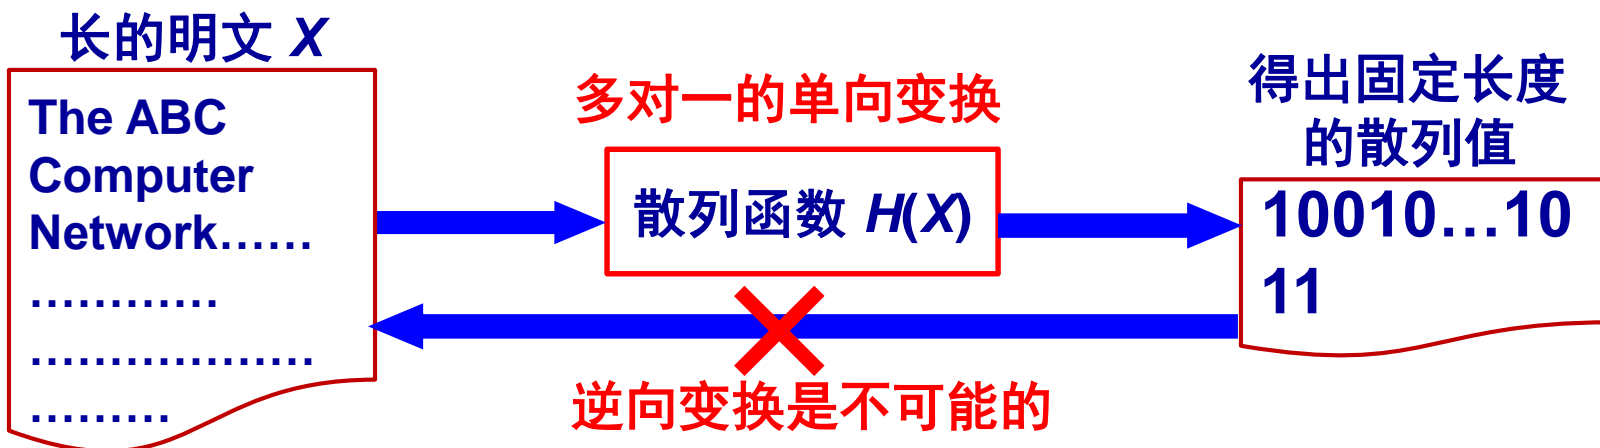 长的明文 X
The ABC
Computer
Network……
…………
………………
………
多对一的单向变换
散列函数 H(X)
逆向变换是不可能的
得出固定长度
的散列值
10010…10
11